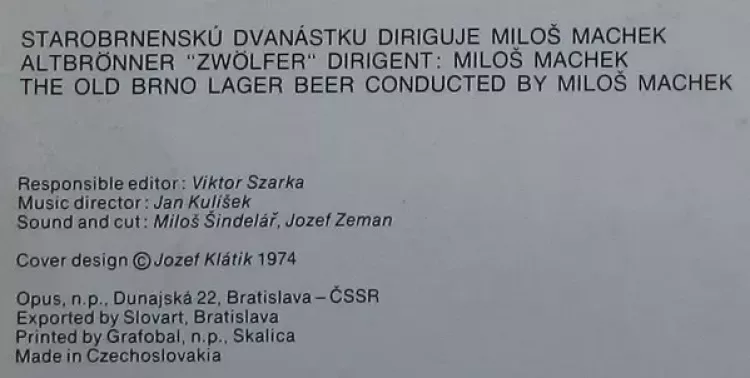 STAROBRNENSKÚ DVANÁSTKU DIRIGUJE MILOŠ MACHEK
ALTBRÖNNER "ZWÖLFER" DIRIGENT: MILOŠ MACHEK
THE OLD BRNO LAGER BEER CONDUCTED BY MILOŠ MACHEK
Responsible editor: Viktor Szarka
Music director: Jan Kulíšek
Sound and cut: Miloš Šindelář, Jozef Zeman
Cover design © Jozef Klátik 1974
Opus, n.p., Dunajská 22, Bratislava – ČSSR
Exported by Slovart, Bratislava
Printed by Grafobal, n.p., Skalica
Made in Czechoslovakia